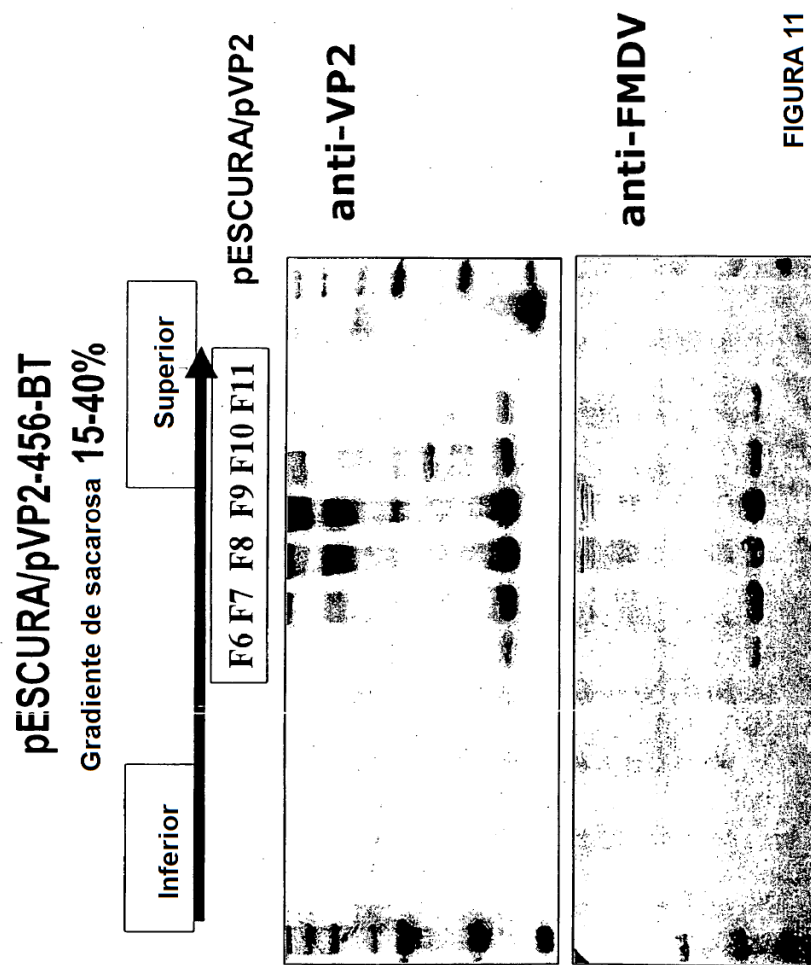 pESCURA/pVP2-456-BT
Gradiente de sacarosa 15-40%
Inferior
Superior
F6 F7 F8 F9 F10 F11
pESCURA/pVP2
anti-VP2
anti-FMDV
FIGURA 11